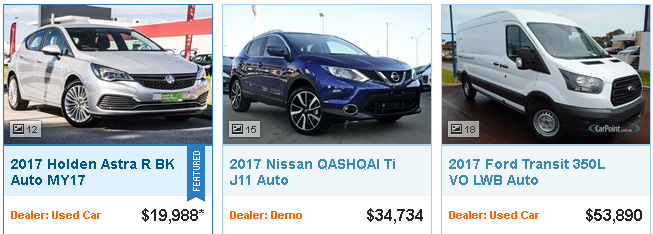 12
15
18
CarPoint.com.au
2017 Holden Astra R BK
Auto MY17
FEATURED
Dealer: Used Car
$19,988*
2017 Nissan QASHQAI Ti
J11 Auto
Dealer: Demo
$34,734
2017 Ford Transit 350L
VO LWB Auto
Dealer: Used Car
$53,890